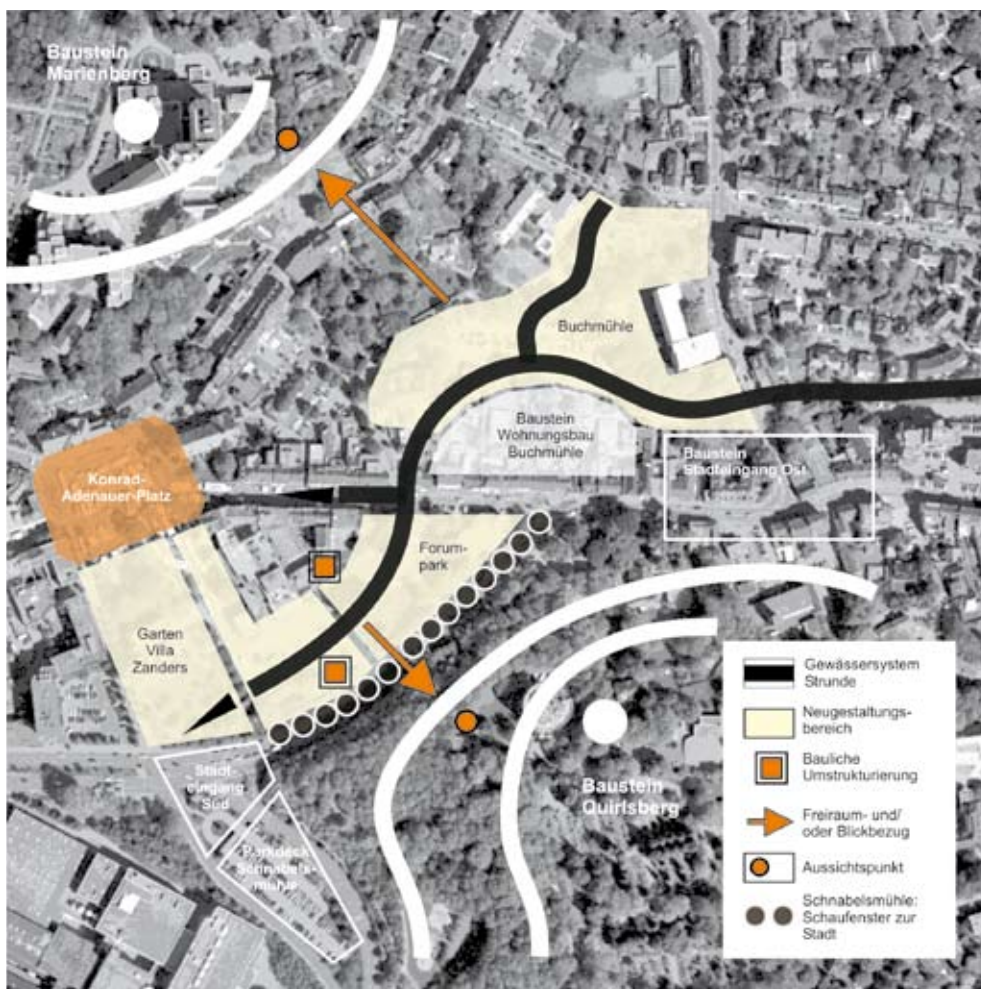 Baustein
Marienberg
Buchmühle
Baustein
Wohnungsbau
Buchmühle
Baustein
Stadteingang Ost
Konrad-
Adenauer-Platz
Forum-
park
Garten
Villa
Zanders
Stadt-
eingang
Süd
Parkdeck
Schnabels-
mühle
Baustein
Quirlsberg
Gewässersystem
Strunde
Neugestaltungs-
bereich
Bauliche
Umstrukturierung
Freiraum- und/
oder Blickbezug
Aussichtspunkt
Schnabelsmühle:
Schaufenster zur
Stadt